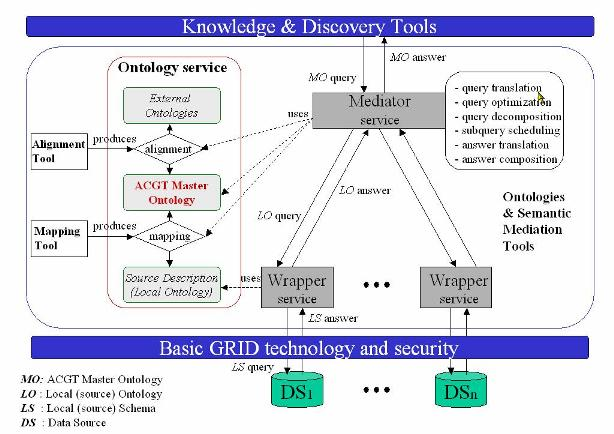 Knowledge & Discovery Tools
MO query
MO answer
Ontology service
External
Ontologies
Alignment
Tool
produces
alignment
ACGT Master
Ontology
Mapping
Tool
produces
mapping
Source Description
(Local Ontology)
uses
uses
Mediator
service
- query translation
- query optimization
- query decomposition
- subquery scheduling
- answer translation
- answer composition
LO query
LO answer
Ontologies
& Semantic
Mediation
Tools
Wrapper
service
•••
Wrapper
service
LS answer
Basic GRID technology and security
LS query
DS1
•••
DSn
MO: ACGT Master Ontology
LO : Local (source) Ontology
LS : Local (source) Schema
DS : Data Source